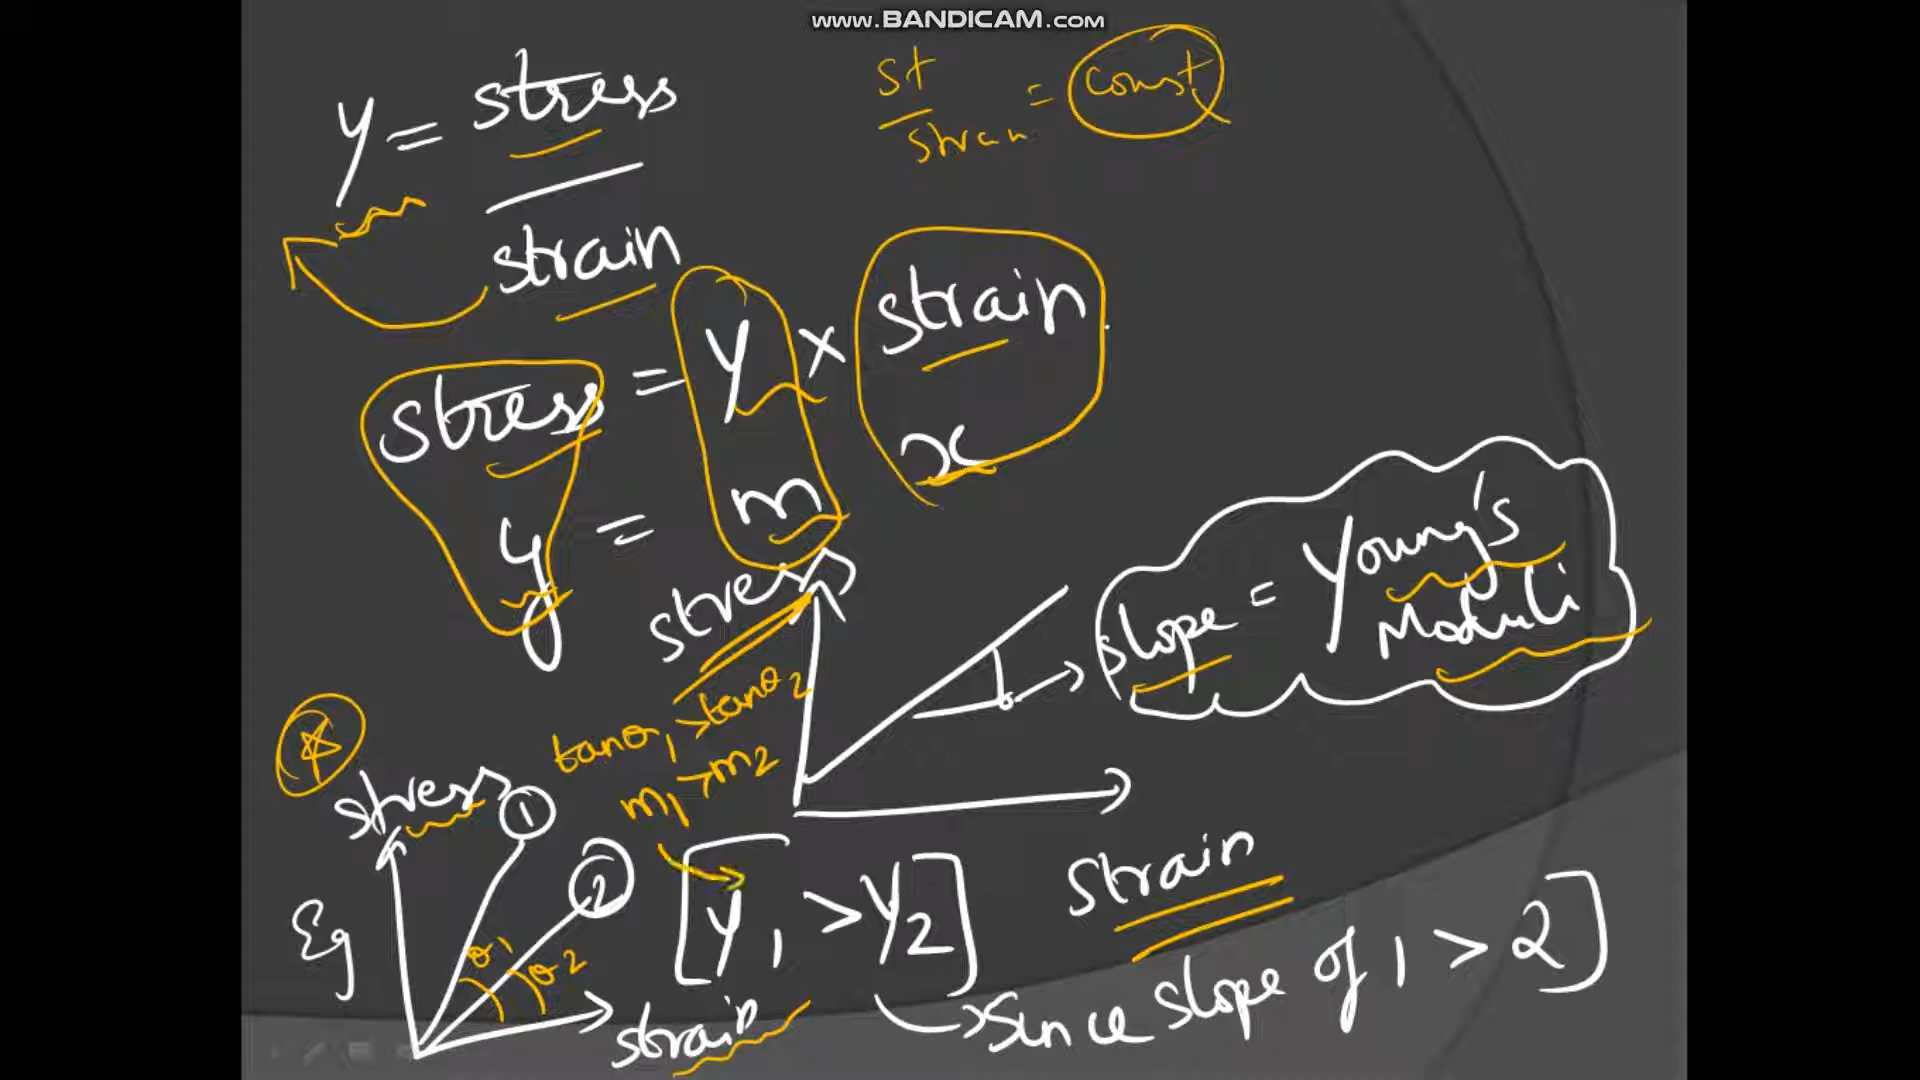 www.BANDICAM.com
Y = stress
strain
st
stran = const
stress = Y × strain
y = m x
stress
slope = Young's
Moduli
tanθ1 > tanθ2
m1 > m2
stress
1
2
Eg
θ1
θ2
strain
[Y1 > Y2]
Strain
Since slope of 1 > 2]